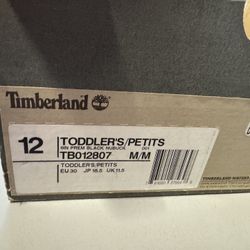 Timberland
12
TODDLER'S/PETITS
6IN PREM BLACK NUBUCK 001
TB012807 M/M
TODDLER'S/PETITS
EU 30 JP 18.5 UK 11.5